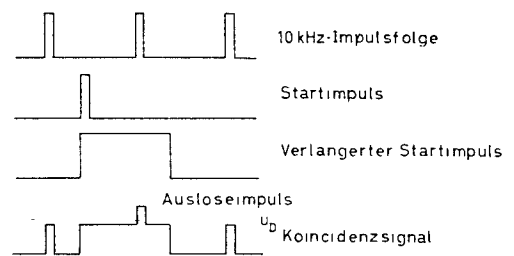 10 kHz-Impulsfolge
Startimpuls
Verlangerter Startimpuls
Ausloseimpuls
U_D
Koincidenzsignal